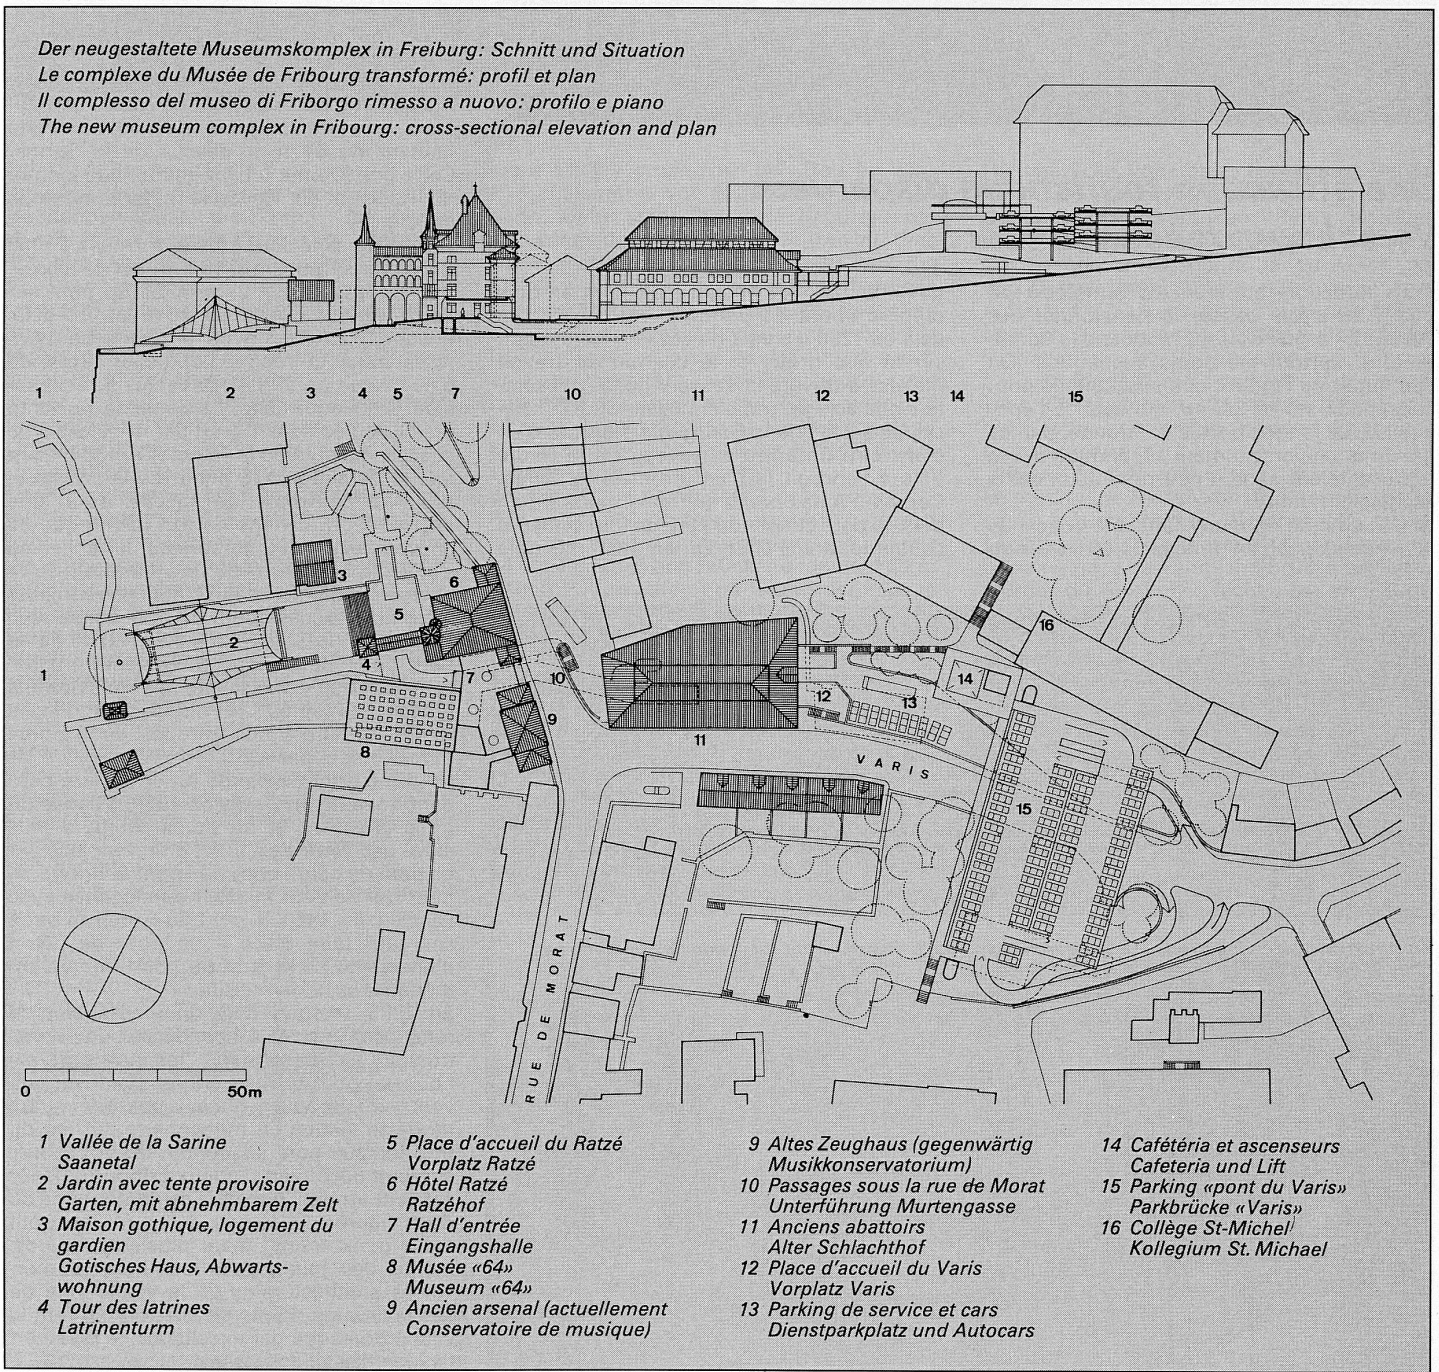 Der neugestaltete Museumskomplex in Freiburg: Schnitt und Situation
Le complexe du Musée de Fribourg transformé: profil et plan
Il complesso del museo di Friborgo rimesso a nuovo: profilo e piano
The new museum complex in Fribourg: cross-sectional elevation and plan
1 2 3 4 5 7 10 11 12 13 14 15
3
6
5
16
2
4
7
1
10
14
12
13
9
11
8
VARIS
15
RUE DE MORAT
0 50m
1 Vallée de la Sarine
Saanetal
2 Jardin avec tente provisoire
Garten, mit abnehmbarem Zelt
3 Maison gothique, logement du
gardien
Gotisches Haus, Abwarts-
wohnung
4 Tour des latrines
Latrinenturm
5 Place d'accueil du Ratzé
Vorplatz Ratzé
6 Hôtel Ratzé
Ratzéhof
7 Hall d'entrée
Eingangshalle
8 Musée «64»
Museum «64»
9 Ancien arsenal (actuellement
Conservatoire de musique)
9 Altes Zeughaus (gegenwärtig
Musikkonservatorium)
10 Passages sous la rue de Morat
Unterführung Murtengasse
11 Anciens abattoirs
Alter Schlachthof
12 Place d'accueil du Varis
Vorplatz Varis
13 Parking de service et cars
Dienstparkplatz und Autocars
14 Cafétéria et ascenseurs
Cafeteria und Lift
15 Parking «pont du Varis»
Parkbrücke «Varis»
16 Collège St-Michel
Kollegium St. Michael